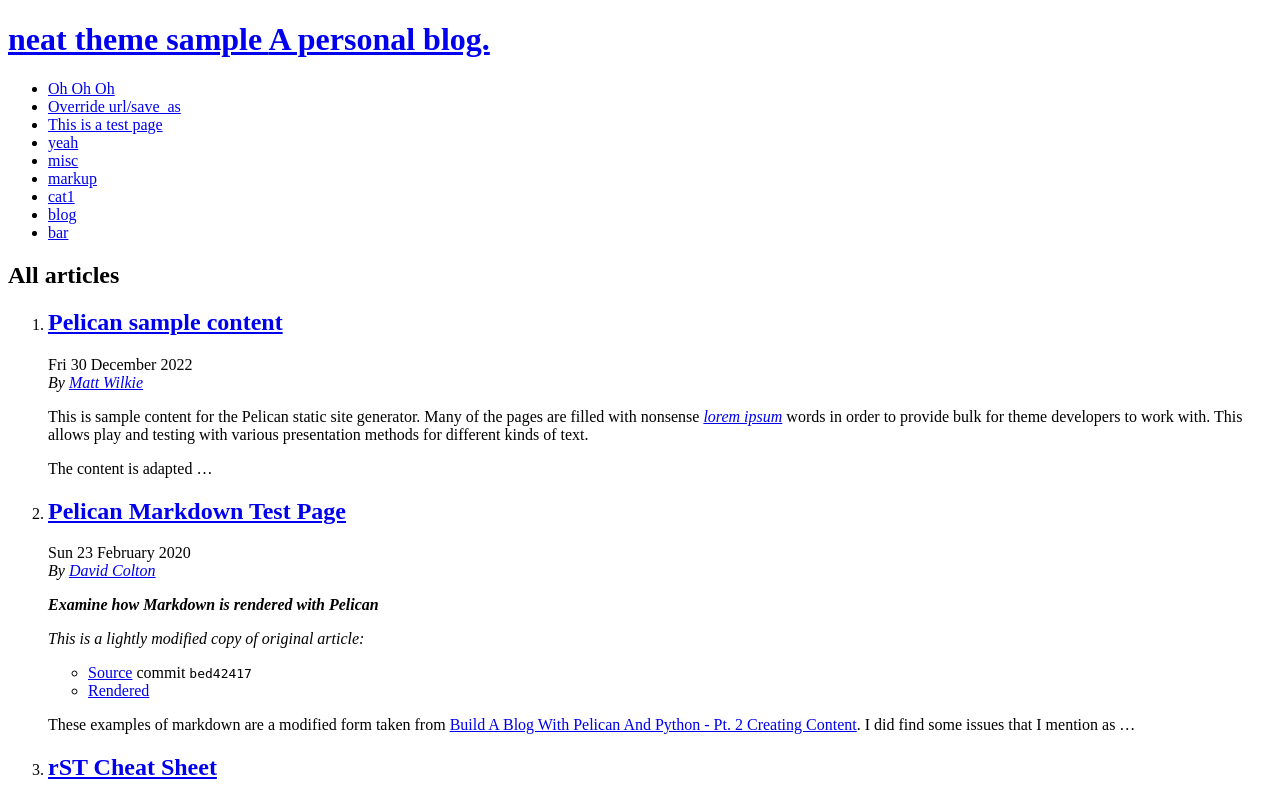 neat theme sample A personal blog.
Oh Oh Oh
Override url/save_as
This is a test page
yeah
misc
markup
cat1
blog
bar
All articles
1. Pelican sample content
Fri 30 December 2022
By Matt Wilkie
This is sample content for the Pelican static site generator. Many of the pages are filled with nonsense lorem ipsum words in order to provide bulk for theme developers to work with. This
allows play and testing with various presentation methods for different kinds of text.
The content is adapted …
2. Pelican Markdown Test Page
Sun 23 February 2020
By David Colton
Examine how Markdown is rendered with Pelican
This is a lightly modified copy of original article:
Source commit bed42417
Rendered
These examples of markdown are a modified form taken from Build A Blog With Pelican And Python - Pt. 2 Creating Content. I did find some issues that I mention as …
3. rST Cheat Sheet